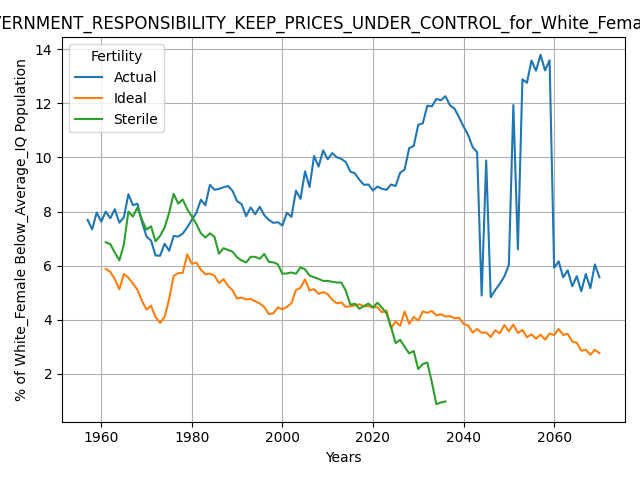 VERNMENT_RESPONSIBILITY_KEEP_PRICES_UNDER_CONTROL_for_White_Fema
Fertility
Actual
Ideal
Sterile
% of White_Female Below_Average_IQ Population
14
12
10
8
6
4
2
1960 1980 2000 2020 2040 2060
Years